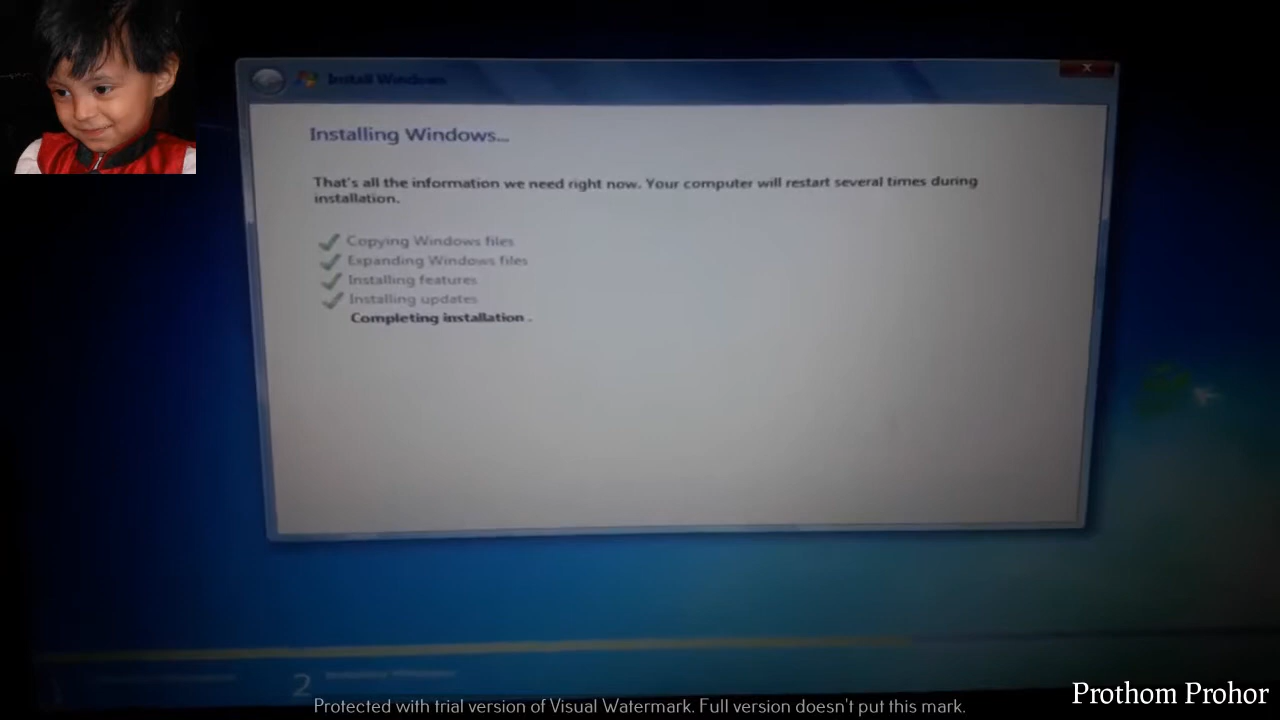 Install Windows
Installing Windows...
That's all the information we need right now. Your computer will restart several times during
installation.
Copying Windows files
Expanding Windows files
Installing features
Installing updates
Completing installation .
2
Protected with trial version of Visual Watermark. Full version doesn't put this mark.
Prothom Prohor